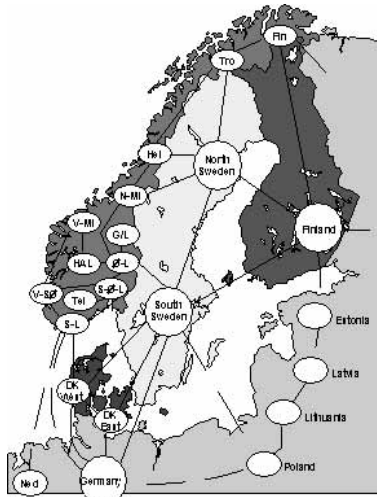 Fin
Tro
Hel
North
Sweden
N-MI
V-MI
G/L
Finland
HAL
Ø-L
V-SØ
Tel
S-Ø-L
South
Sweden
S-L
Estonia
Latvia
DK
West
Lithuania
DK
East
Poland
Ned
Germany